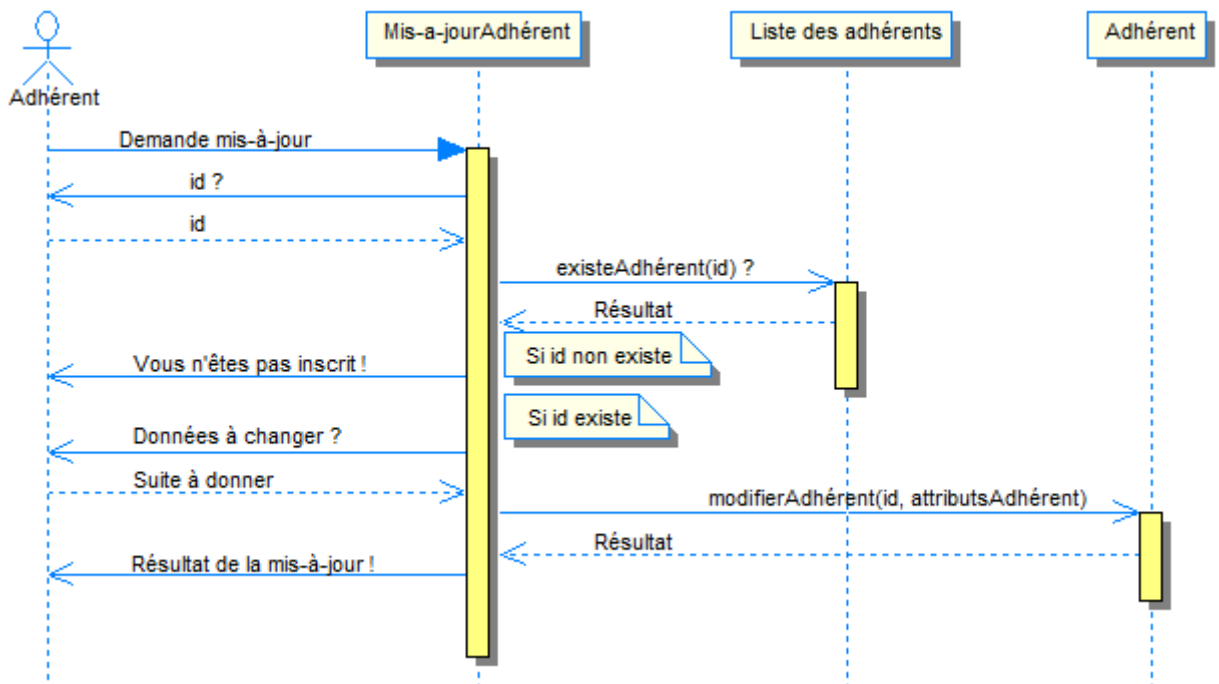 Mis-a-jourAdhérent
Liste des adhérents
Adhérent
Adhérent
Demande mis-à-jour
id ?
id
existeAdhérent(id) ?
Résultat
Si id non existe
Vous n'êtes pas inscrit !
Si id existe
Données à changer ?
Suite à donner
modifierAdhérent(id, attributsAdhérent)
Résultat
Résultat de la mis-à-jour !